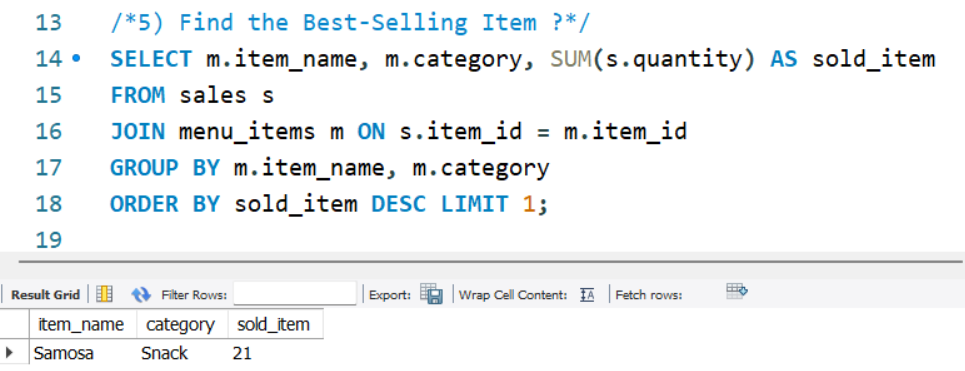 13 /*5) Find the Best-Selling Item ?*/
14 SELECT m.item_name, m.category, SUM(s.quantity) AS sold_item
15 FROM sales s
16 JOIN menu_items m ON s.item_id = m.item_id
17 GROUP BY m.item_name, m.category
18 ORDER BY sold_item DESC LIMIT 1;
19
Result Grid Filter Rows: Export: Wrap Cell Content: IA Fetch rows:
item_name category sold_item
Samosa Snack 21